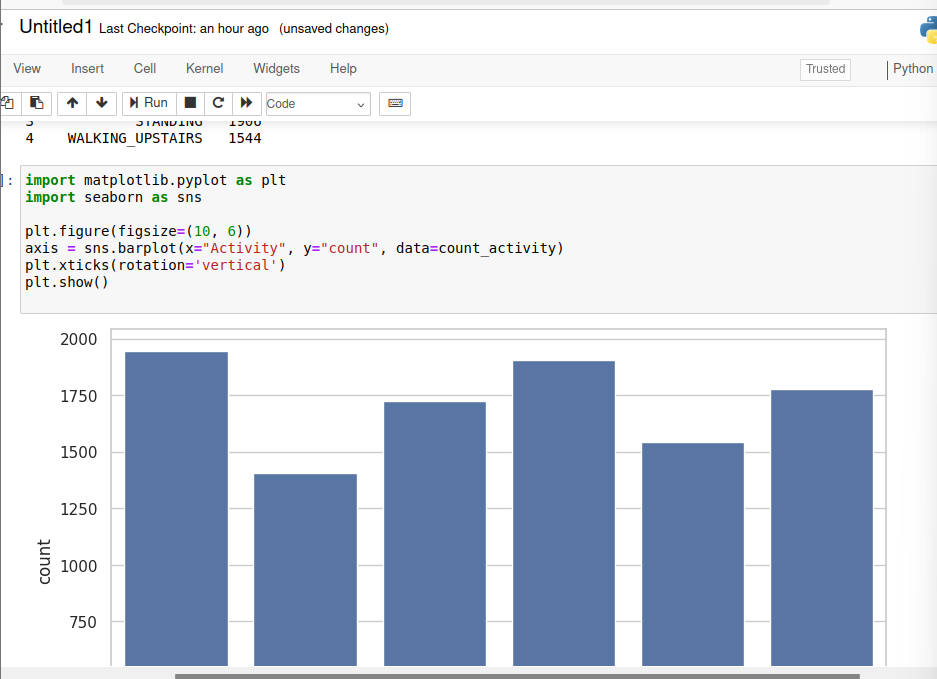 Untitled1 Last Checkpoint: an hour ago (unsaved changes)
View Insert Cell Kernel Widgets Help Trusted Python
Run Code
3 STANDING 1906
4 WALKING_UPSTAIRS 1544
]: import matplotlib.pyplot as plt
import seaborn as sns
plt.figure(figsize=(10, 6))
axis = sns.barplot(x="Activity", y="count", data=count_activity)
plt.xticks(rotation='vertical')
plt.show()
2000
1750
1500
1250
1000
750
count